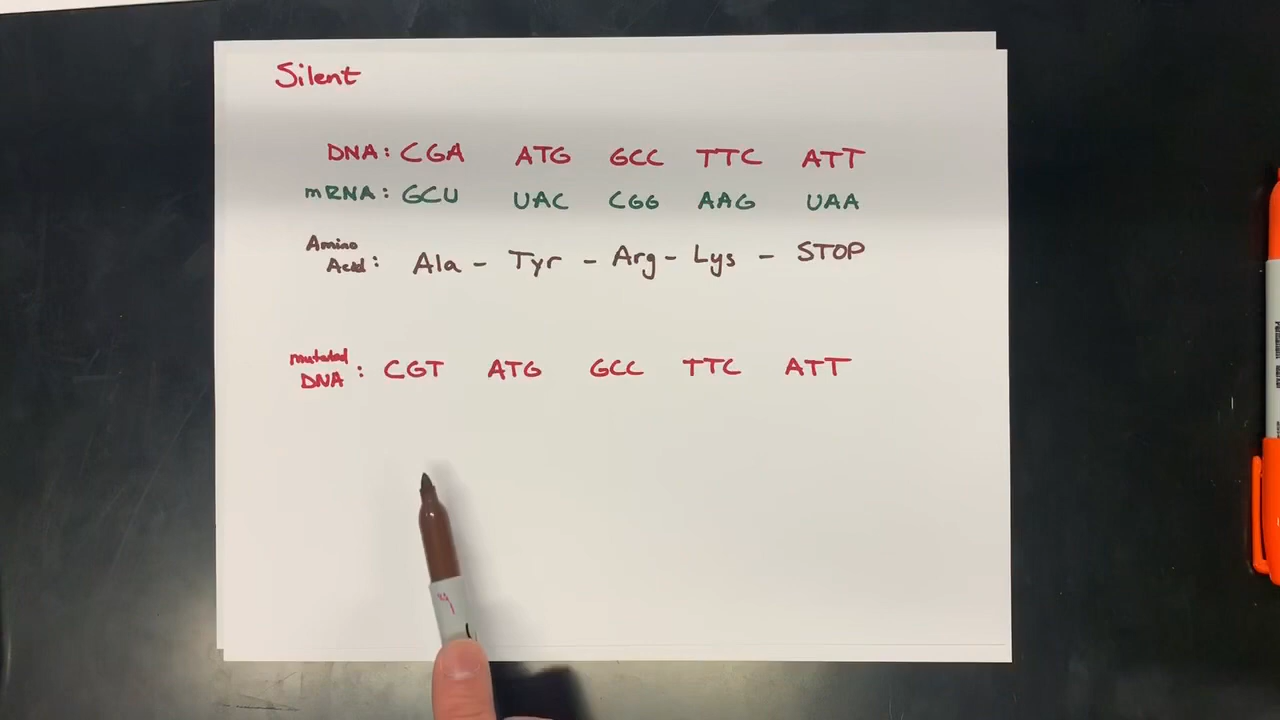 Silent
DNA: CGA ATG GCC TTC ATT
mRNA: GCU UAC CGG AAG UAA
Amino
Acid: Ala - Tyr - Arg - Lys - STOP
mutated
DNA: CGT ATG GCC TTC ATT